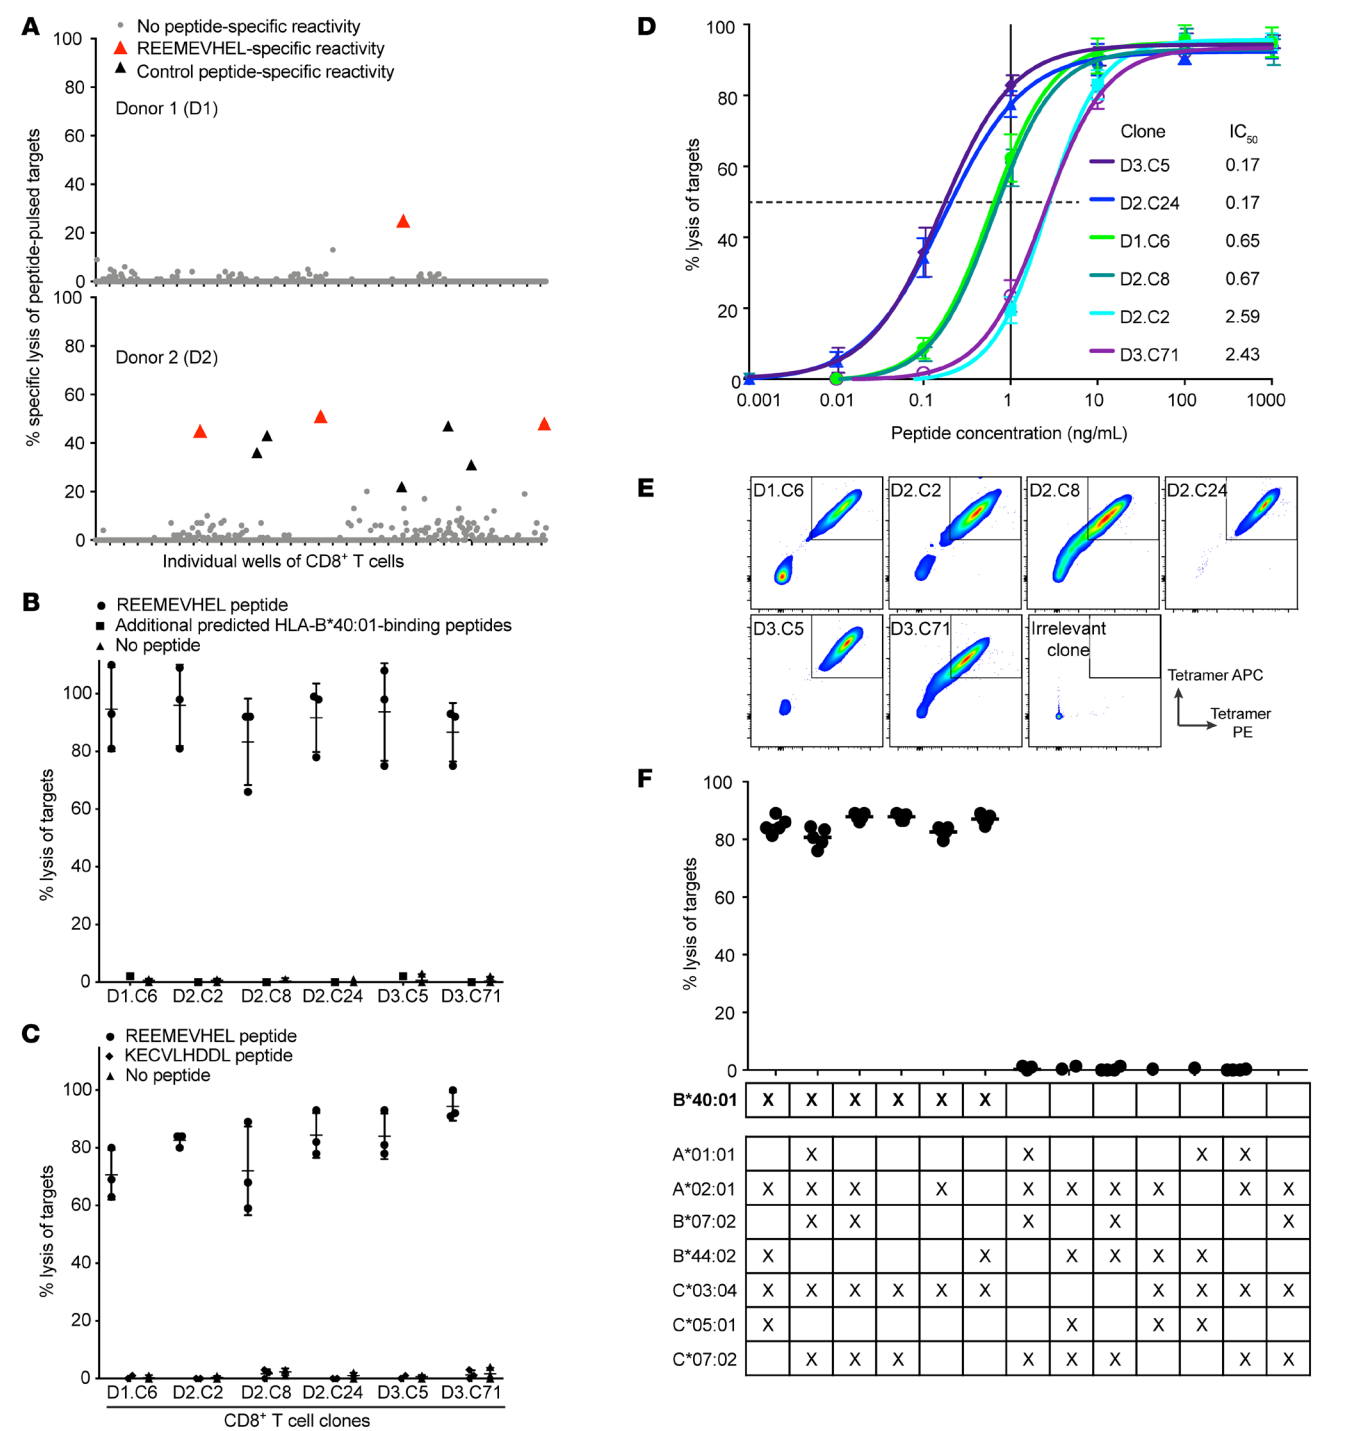 A
No peptide-specific reactivity
REEMEVHEL-specific reactivity
Control peptide-specific reactivity
100
80
60
40
20
0
Donor 1 (D1)
100
80
60
40
20
0
Donor 2 (D2)
% specific lysis of peptide-pulsed targets
Individual wells of CD8+ T cells
B
REEMEVHEL peptide
Additional predicted HLA-B*40:01-binding peptides
No peptide
100
80
60
40
20
0
% lysis of targets
D1.C6 D2.C2 D2.C8 D2.C24 D3.C5 D3.C71
C
REEMEVHEL peptide
KECVLHDDL peptide
No peptide
100
80
60
40
20
0
% lysis of targets
D1.C6 D2.C2 D2.C8 D2.C24 D3.C5 D3.C71
CD8+ T cell clones
D
100
80
60
40
20
0
% lysis of targets
Clone IC50
D3.C5 0.17
D2.C24 0.17
D1.C6 0.65
D2.C8 0.67
D2.C2 2.59
D3.C71 2.43
0.001 0.01 0.1 1 10 100 1000
Peptide concentration (ng/mL)
E
D1.C6 D2.C2 D2.C8 D2.C24
D3.C5 D3.C71 Irrelevant
clone
Tetramer APC
Tetramer
PE
F
100
80
60
40
20
0
% lysis of targets
B*40:01 X X X X X X
A*01:01 X X X X
A*02:01 X X X X X X X X X X
B*07:02 X X X X X
B*44:02 X X X X X X
C*03:04 X X X X X X X X X X
C*05:01 X X X X
C*07:02 X X X X X X X X